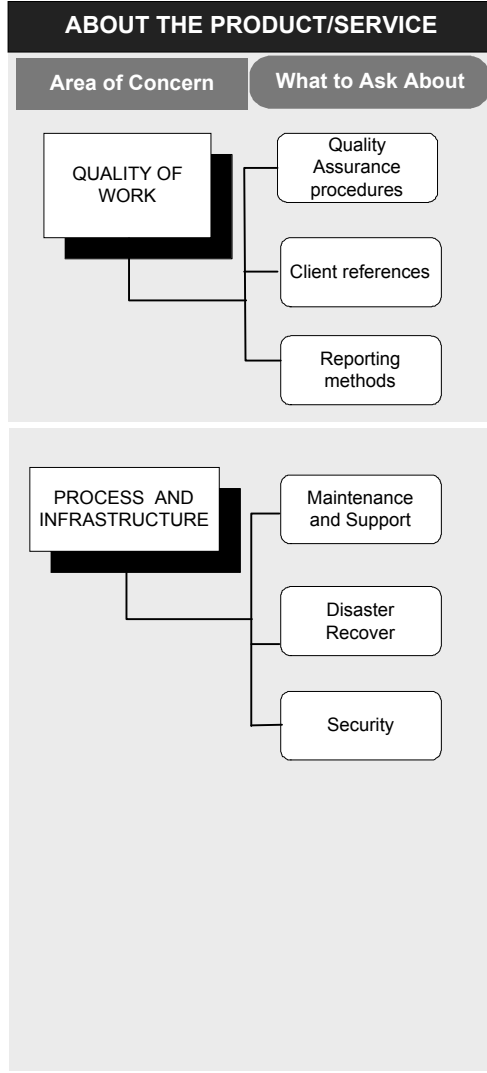 ABOUT THE PRODUCT/SERVICE
Area of Concern
What to Ask About
QUALITY OF
WORK
Quality
Assurance
procedures
Client references
Reporting
methods
PROCESS AND
INFRASTRUCTURE
Maintenance
and Support
Disaster
Recover
Security